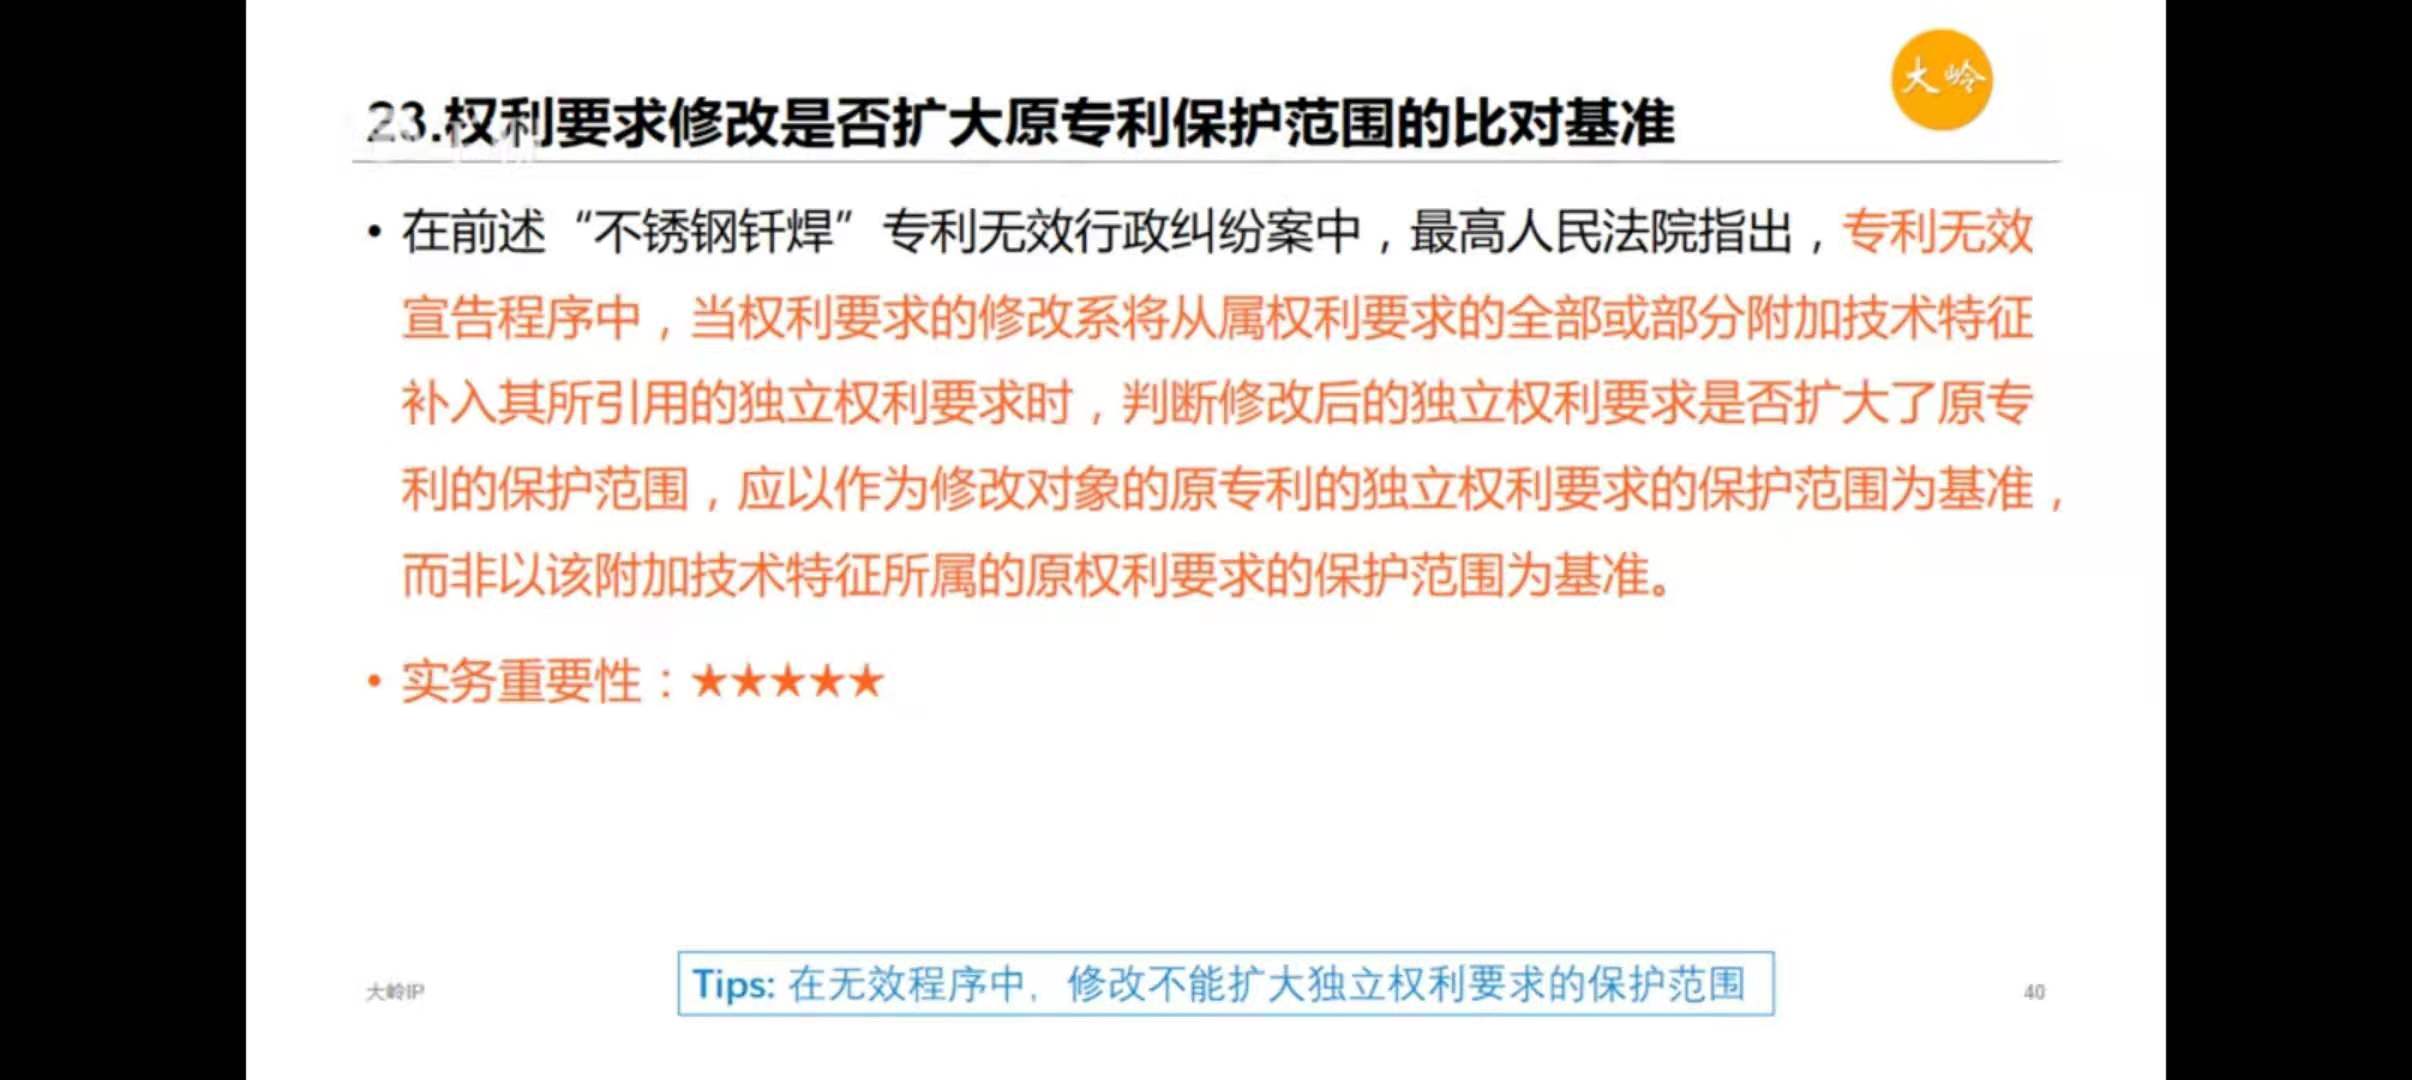 大岭
23.权利要求修改是否扩大原专利保护范围的比对基准
• 在前述“不锈钢钎焊”专利无效行政纠纷案中，最高人民法院指出，专利无效
宣告程序中，当权利要求的修改系将从属权利要求的全部或部分附加技术特征
补入其所引用的独立权利要求时，判断修改后的独立权利要求是否扩大了原专
利的保护范围，应以作为修改对象的原专利的独立权利要求的保护范围为基准，
而非以该附加技术特征所属的原权利要求的保护范围为基准。
• 实务重要性：★★★★★
大岭IP
Tips: 在无效程序中，修改不能扩大独立权利要求的保护范围
40